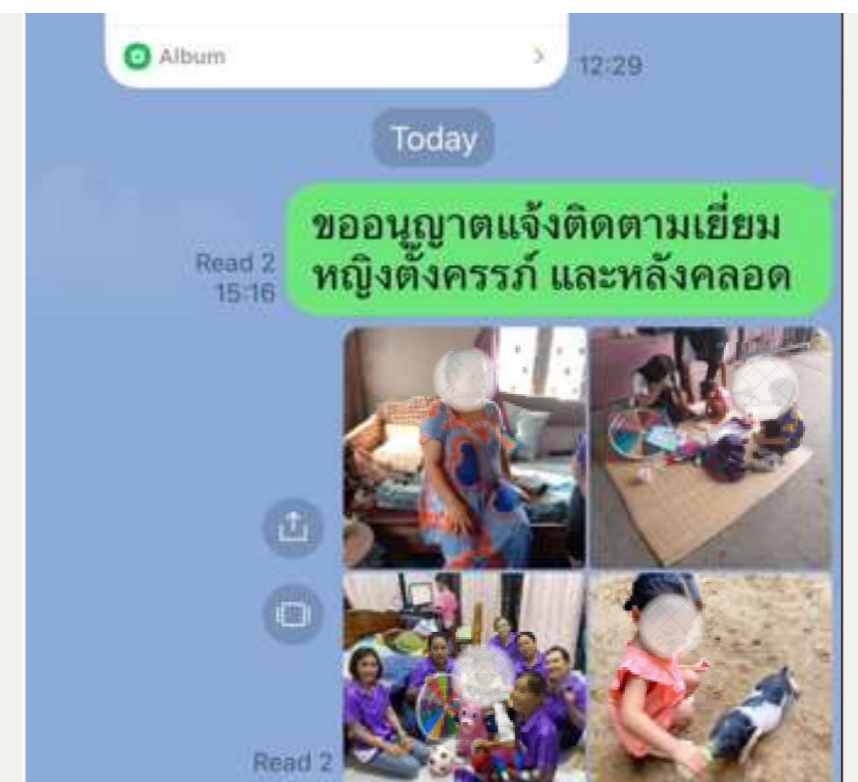 Album
12:29
Today
ขออนุญาตแจ้งติดตามเยี่ยม
หญิงตั้งครรภ์ และหลังคลอด
Read 2
15:16
Read 2